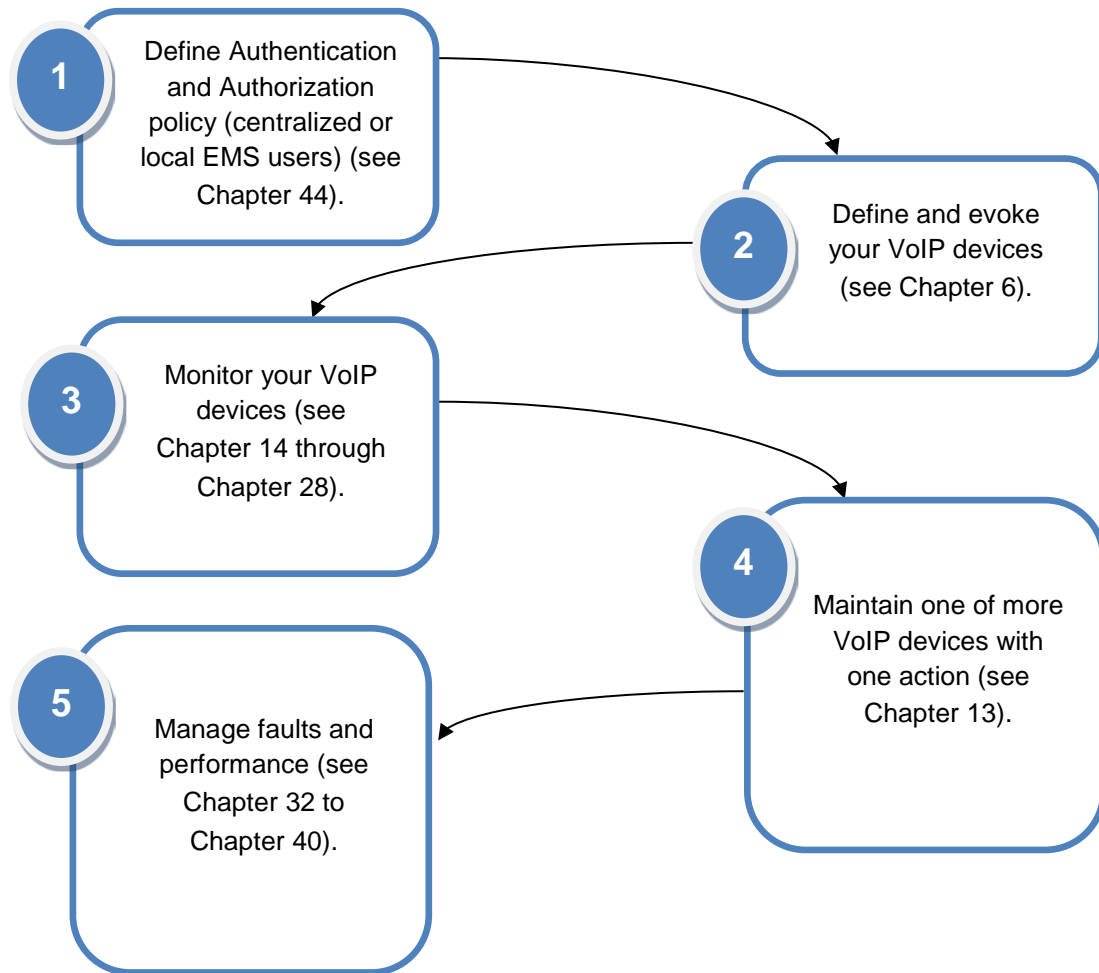 1
Define Authentication
and Authorization
policy (centralized or
local EMS users) (see
Chapter 44).
2
Define and evoke
your VoIP devices
(see Chapter 6).
3
Monitor your VoIP
devices (see
Chapter 14 through
Chapter 28).
4
Maintain one of more
VoIP devices with
one action (see
Chapter 13).
5
Manage faults and
performance (see
Chapter 32 to
Chapter 40).